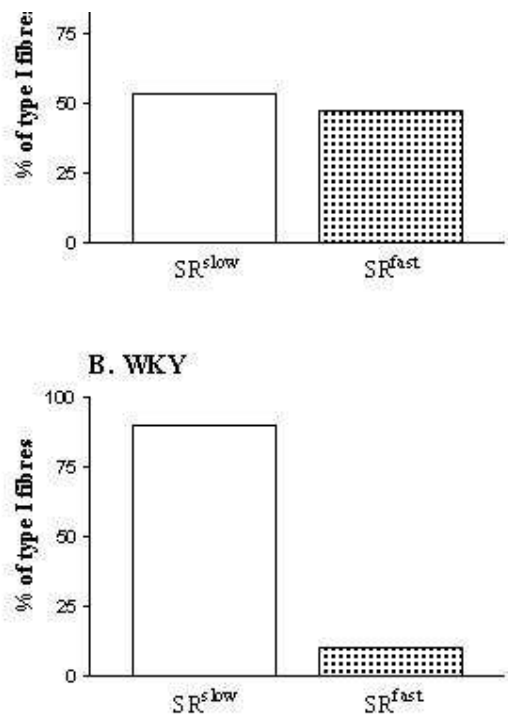 % of type I fibres
75
50
25
0
SR^slow SR^fast
B. WKY
% of type I fibres
100
75
50
25
0
SR^slow SR^fast